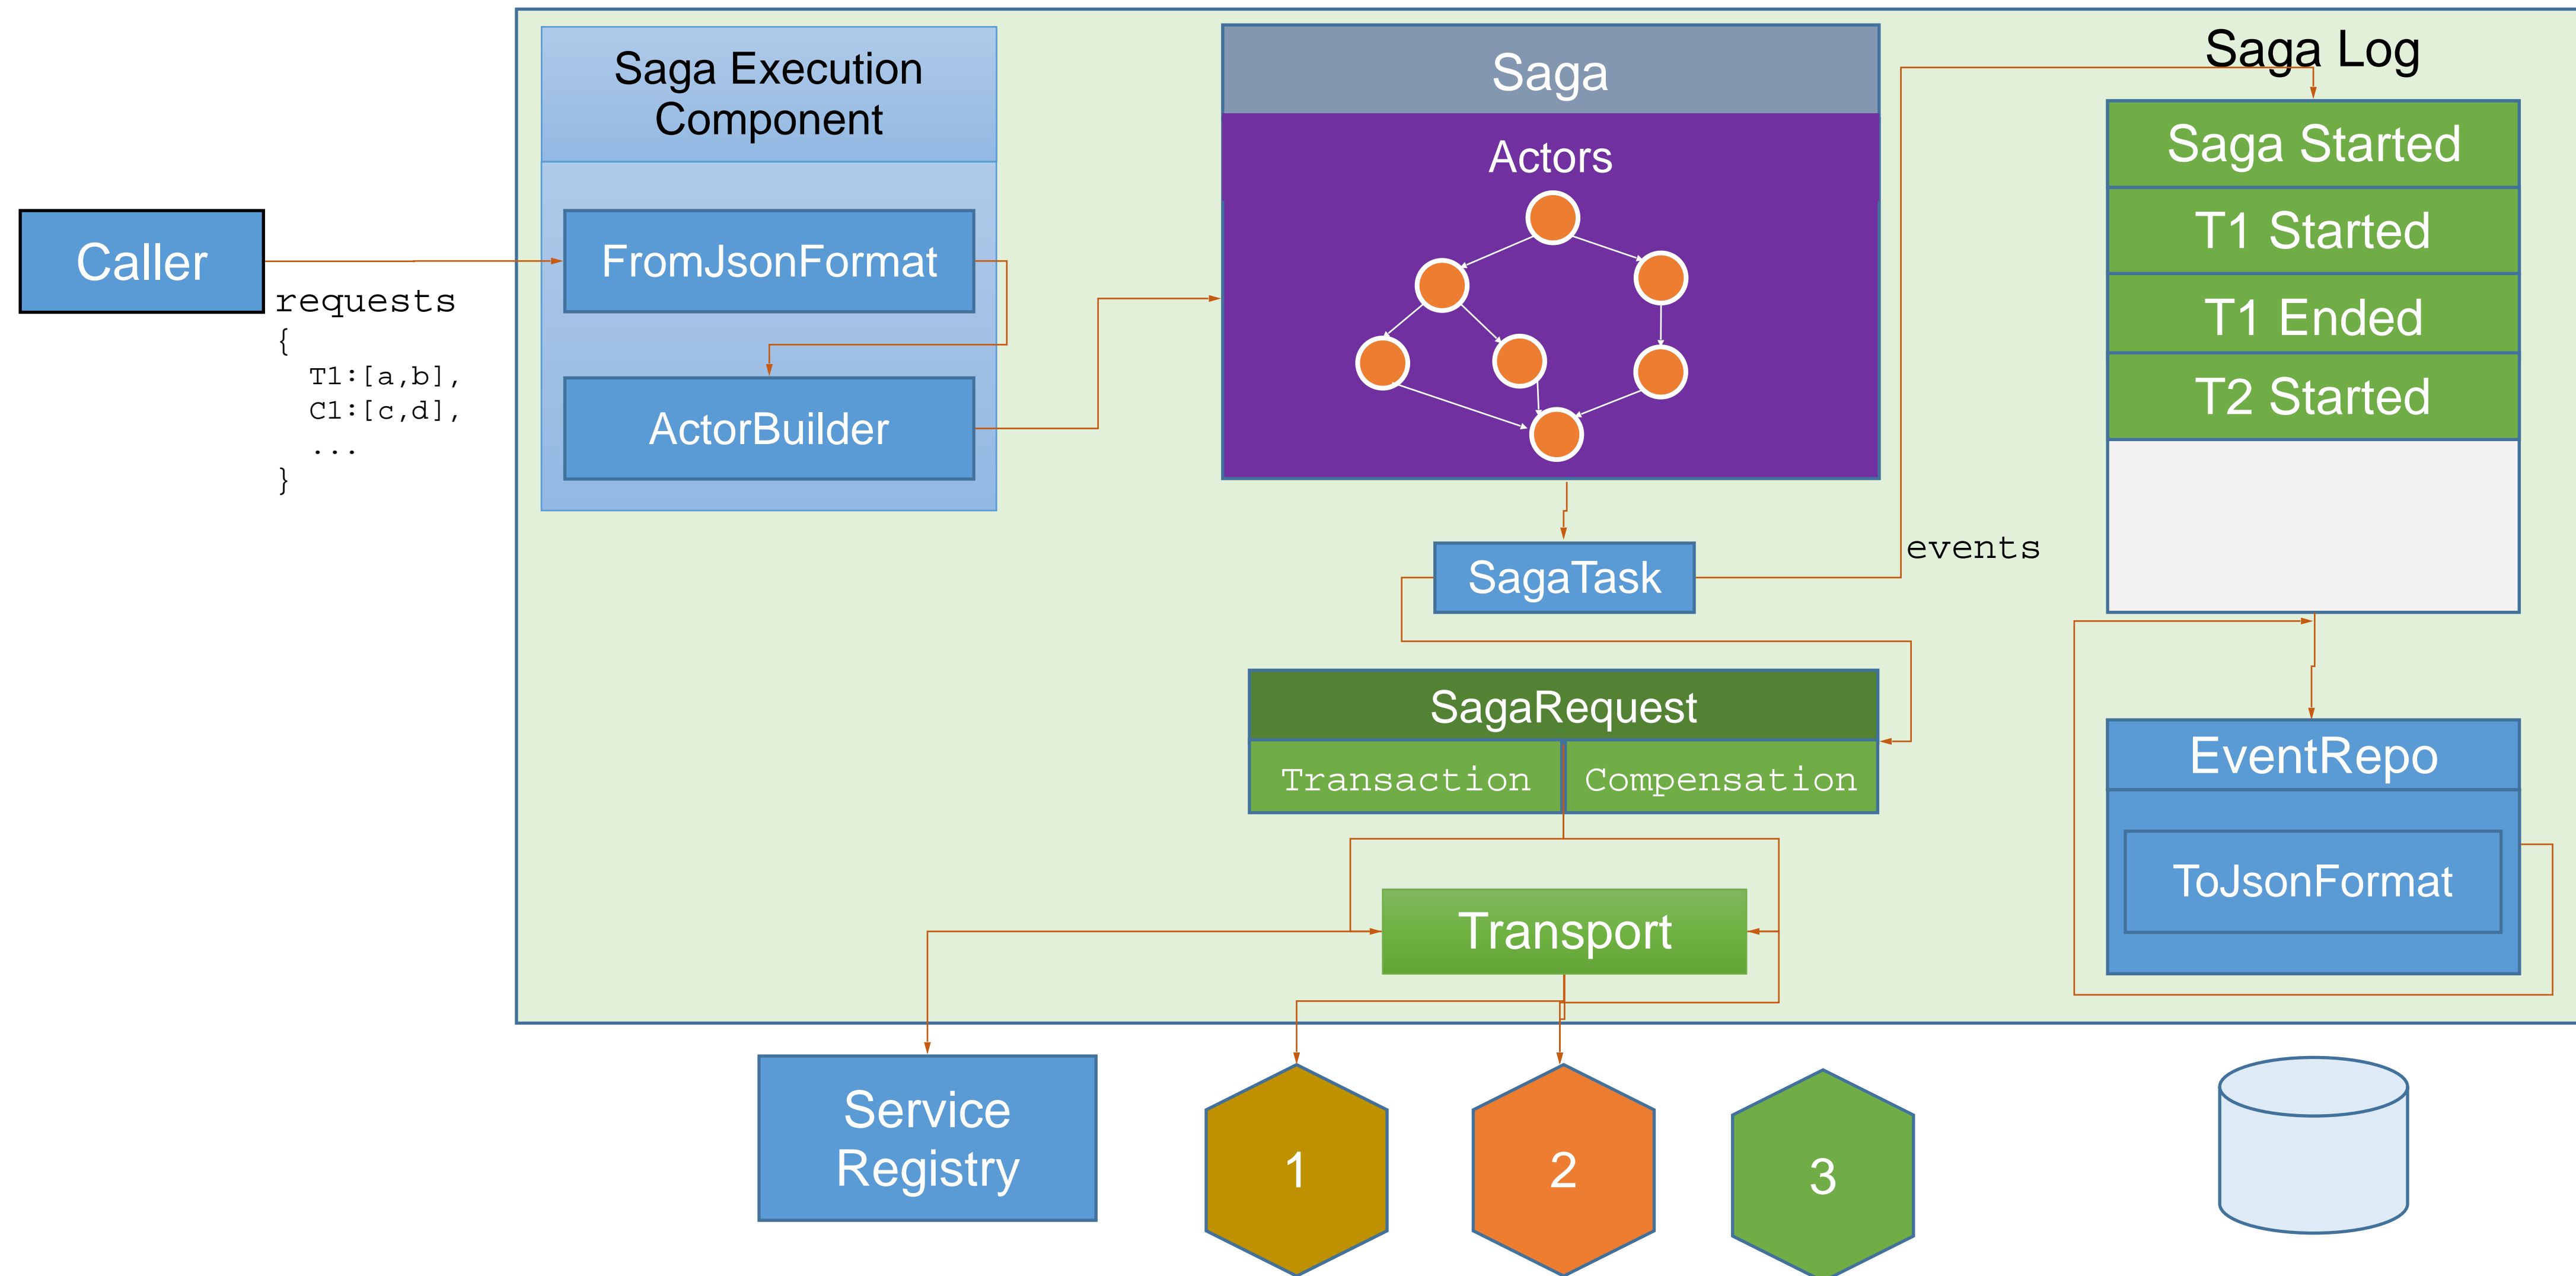 Saga Execution
Component
Saga
Saga Log
Actors
Saga Started
T1 Started
T1 Ended
T2 Started
Caller
FromJsonFormat
requests
{
T1:[a,b],
C1:[c,d],
...
}
ActorBuilder
SagaTask
events
SagaRequest
Transaction
Compensation
EventRepo
ToJsonFormat
Transport
Service
Registry
1
2
3